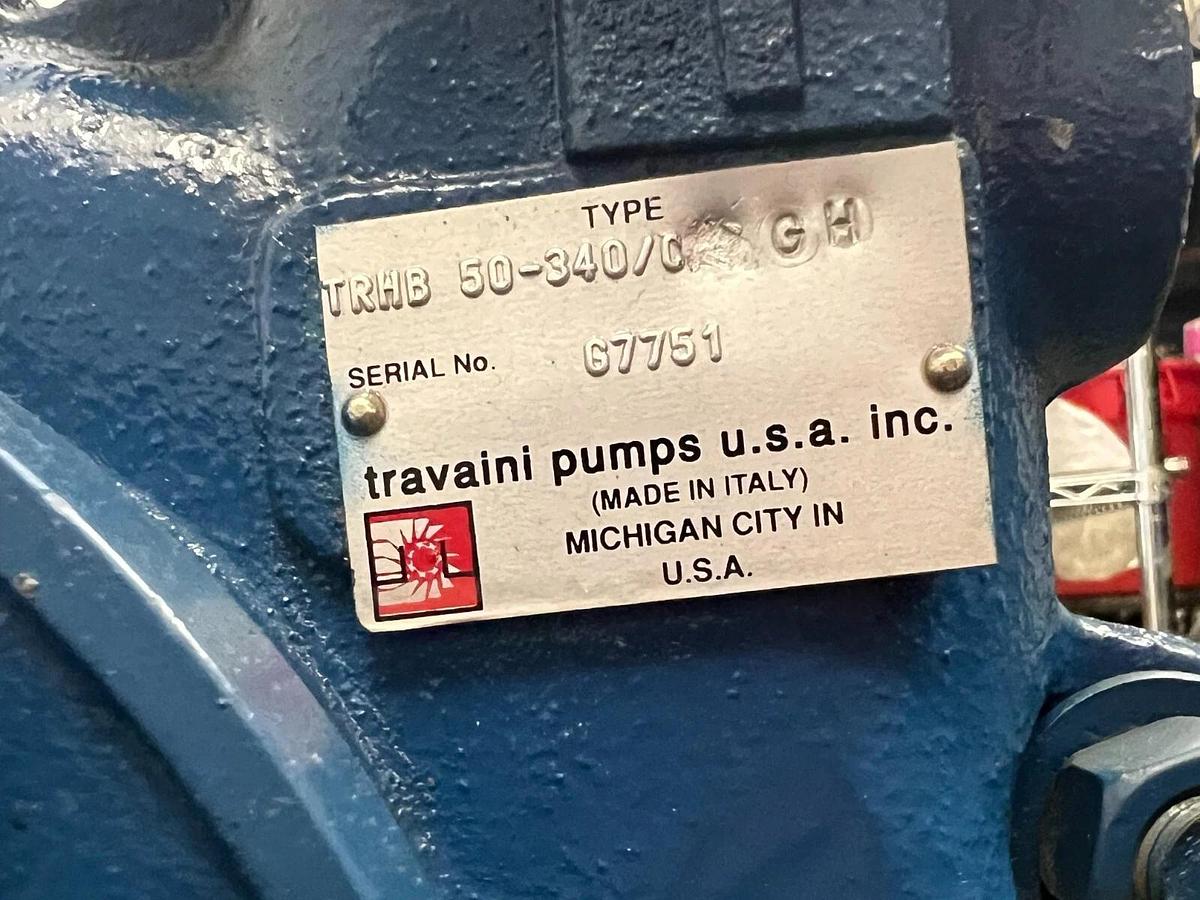 TYPE
TRHB 50-340/C GH
SERIAL No. G7751
travaini pumps u.s.a. inc.
(MADE IN ITALY)
MICHIGAN CITY IN
U.S.A.